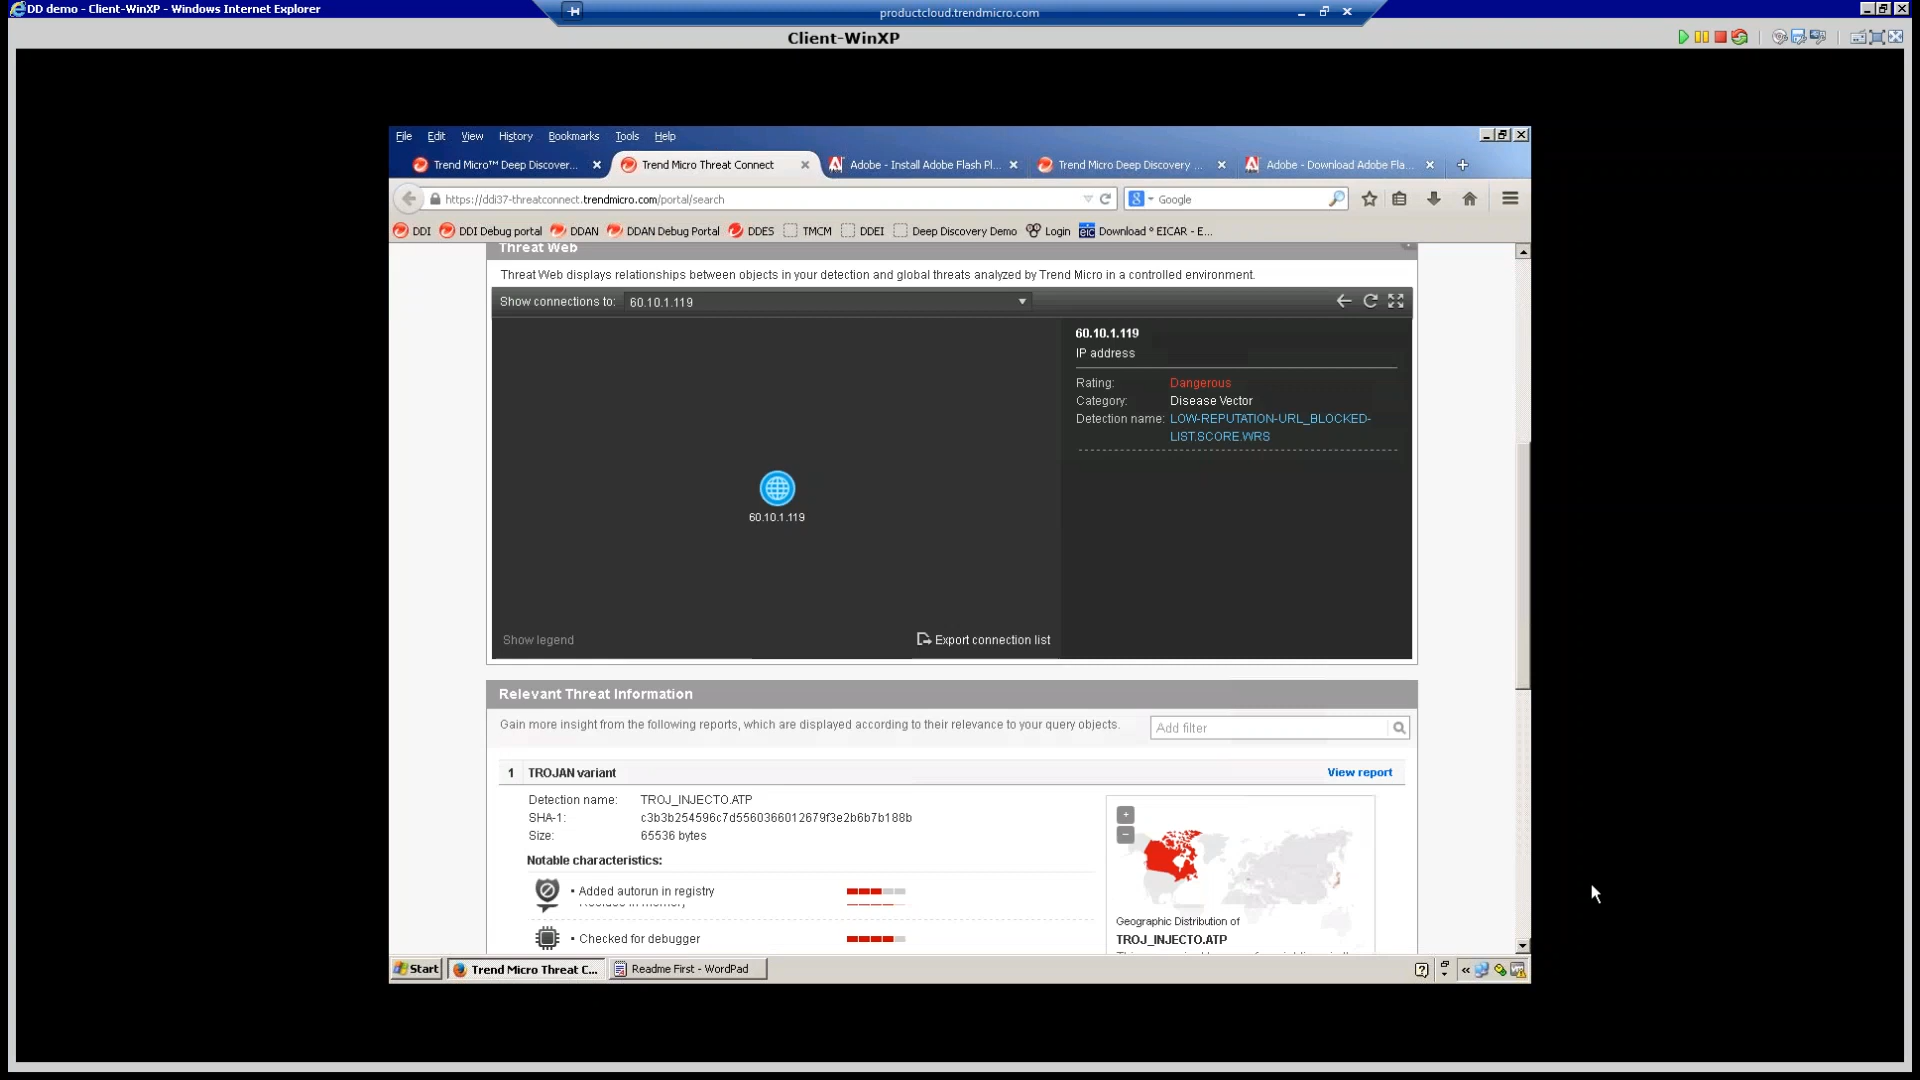 DD demo - Client-WinXP - Windows Internet Explorer
productcloud.trendmicro.com
Client-WinXP
File Edit View History Bookmarks Tools Help
Trend Micro™ Deep Discover... Trend Micro Threat Connect Adobe - Install Adobe Flash Pl... Trend Micro Deep Discovery ... Adobe - Download Adobe Fla...
https://ddi37-threatconnect.trendmicro.com/portal/search
Google
DDI DDI Debug portal DDAN DDAN Debug Portal DDES TMCM DDEI Deep Discovery Demo Login Download ° EICAR - E...
Threat Web
Threat Web displays relationships between objects in your detection and global threats analyzed by Trend Micro in a controlled environment.
Show connections to: 60.10.1.119
60.10.1.119
IP address
Rating: Dangerous
Category: Disease Vector
Detection name: LOW-REPUTATION-URL_BLOCKED-
LIST.SCORE.WRS
60.10.1.119
Show legend
Export connection list
Relevant Threat Information
Gain more insight from the following reports, which are displayed according to their relevance to your query objects.
Add filter
1 TROJAN variant View report
Detection name: TROJ_INJECTO.ATP
SHA-1: c3b3b254596c7d5560366012679f3e2b6b7b188b
Size: 65536 bytes
Notable characteristics:
• Added autorun in registry
• Checked for debugger
Geographic Distribution of
TROJ_INJECTO.ATP
Start Trend Micro Threat C... Readme First - WordPad